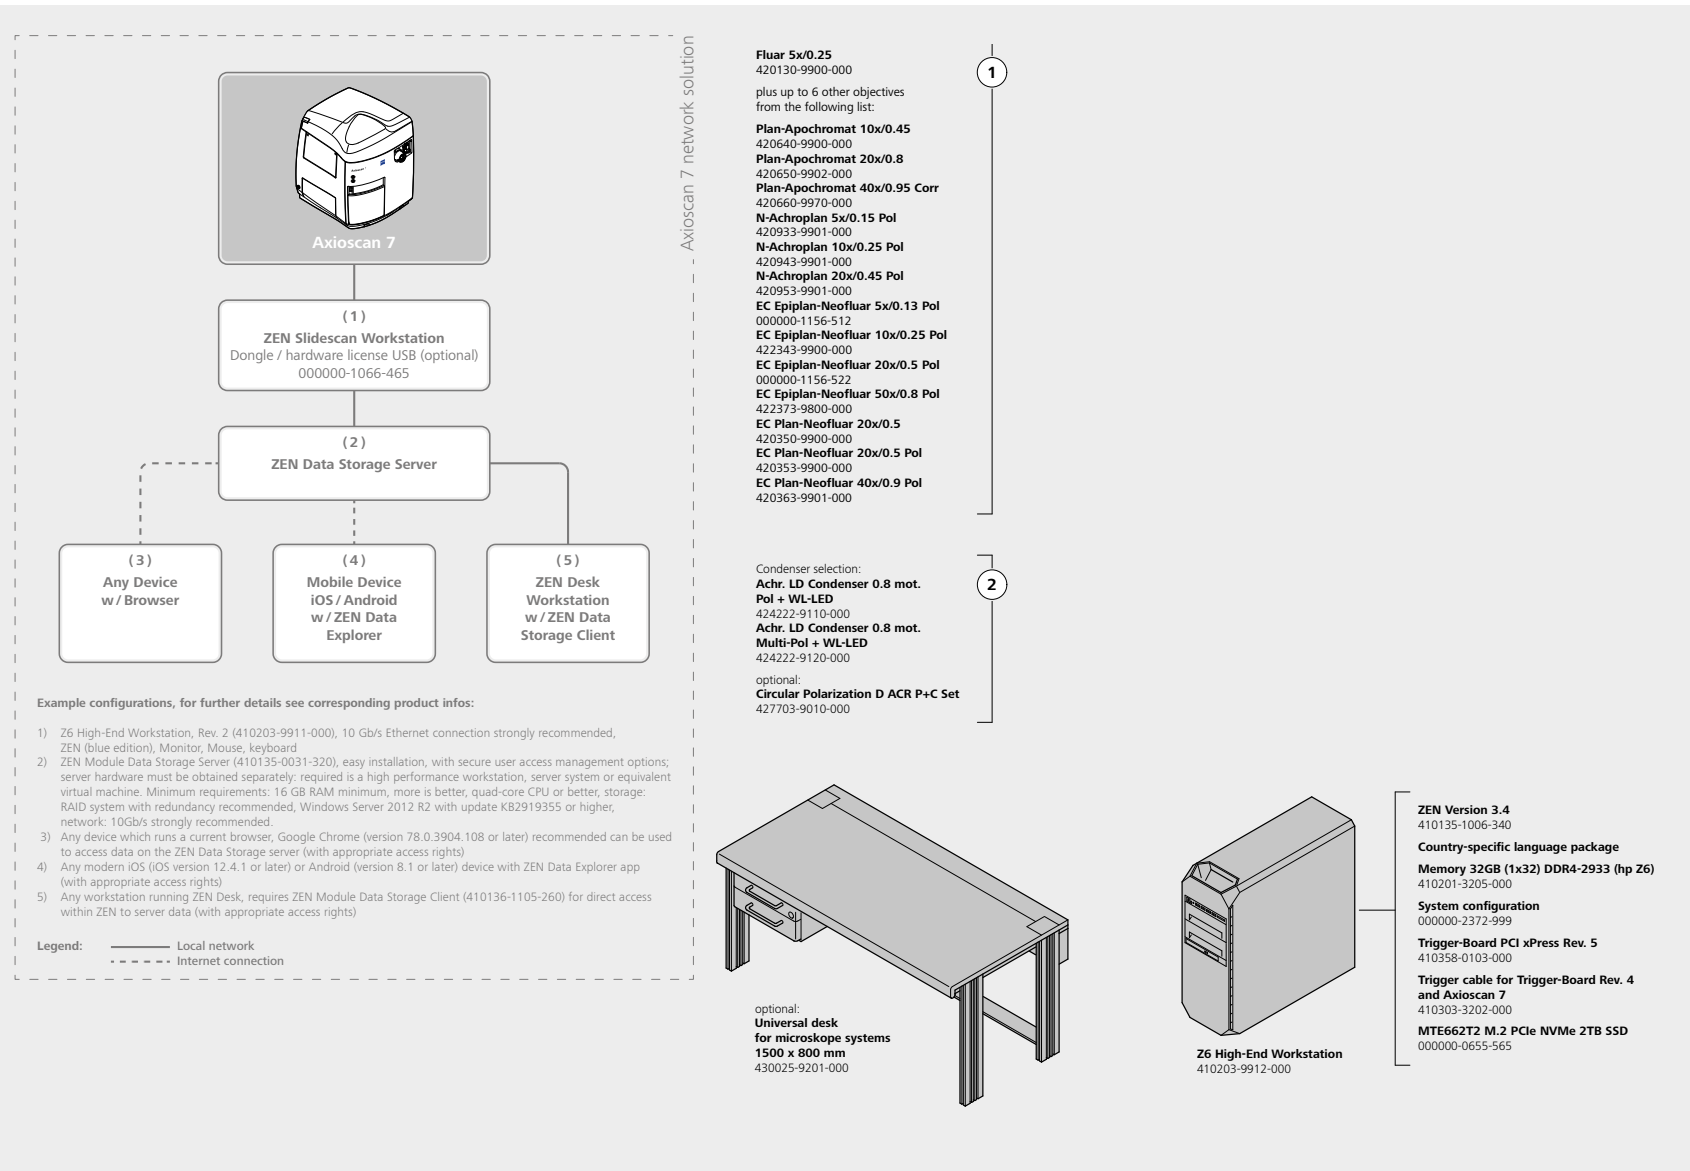 Axioscan 7 network solution
Axioscan 7
(1)
ZEN Slidescan Workstation
Dongle / hardware license USB (optional)
000000-1066-465
(2)
ZEN Data Storage Server
(3)
Any Device
w/Browser
(4)
Mobile Device
iOS/Android
w/ZEN Data
Explorer
(5)
ZEN Desk
Workstation
w/ZEN Data
Storage Client
Example configurations, for further details see corresponding product infos:
1) Z6 High-End Workstation, Rev. 2 (410203-9911-000), 10 Gb/s Ethernet connection strongly recommended,
ZEN (blue edition), Monitor, Mouse, keyboard
2) ZEN Module Data Storage Server (410135-0031-320), easy installation, with secure user access management options;
server hardware must be obtained separately: required is a high performance workstation, server system or equivalent
virtual machine. Minimum requirements: 16 GB RAM minimum, more is better, quad-core CPU or better, storage:
RAID system with redundancy recommended, Windows Server 2012 R2 with update KB2919355 or higher,
network: 10Gb/s strongly recommended.
3) Any device which runs a current browser, Google Chrome (version 78.0.3904.108 or later) recommended can be used
to access data on the ZEN Data Storage server (with appropriate access rights)
4) Any modern iOS (iOS version 12.4.1 or later) or Android (version 8.1 or later) device with ZEN Data Explorer app
(with appropriate access rights)
5) Any workstation running ZEN Desk, requires ZEN Module Data Storage Client (410136-1105-260) for direct access
within ZEN to server data (with appropriate access rights)
Legend:
Local network
Internet connection
Fluar 5x/0.25
420130-9900-000
plus up to 6 other objectives
from the following list:
Plan-Apochromat 10x/0.45
420640-9900-000
Plan-Apochromat 20x/0.8
420650-9902-000
Plan-Apochromat 40x/0.95 Corr
420660-9970-000
N-Achroplan 5x/0.15 Pol
420933-9901-000
N-Achroplan 10x/0.25 Pol
420943-9901-000
N-Achroplan 20x/0.45 Pol
420953-9901-000
EC Epiplan-Neofluar 5x/0.13 Pol
000000-1156-512
EC Epiplan-Neofluar 10x/0.25 Pol
422343-9900-000
EC Epiplan-Neofluar 20x/0.5 Pol
000000-1156-522
EC Epiplan-Neofluar 50x/0.8 Pol
422373-9800-000
EC Plan-Neofluar 20x/0.5
420350-9900-000
EC Plan-Neofluar 20x/0.5 Pol
420353-9900-000
EC Plan-Neofluar 40x/0.9 Pol
420363-9901-000
1
Condenser selection:
Achr. LD Condenser 0.8 mot.
Pol + WL-LED
424222-9110-000
Achr. LD Condenser 0.8 mot.
Multi-Pol + WL-LED
424222-9120-000
optional:
Circular Polarization D ACR P+C Set
427703-9010-000
2
optional:
Universal desk
for microskope systems
1500 x 800 mm
430025-9201-000
Z6 High-End Workstation
410203-9912-000
ZEN Version 3.4
410135-1006-340
Country-specific language package
Memory 32GB (1x32) DDR4-2933 (hp Z6)
410201-3205-000
System configuration
000000-2372-999
Trigger-Board PCI xPress Rev. 5
410358-0103-000
Trigger cable for Trigger-Board Rev. 4
and Axioscan 7
410303-3202-000
MTE662T2 M.2 PCIe NVMe 2TB SSD
000000-0655-565